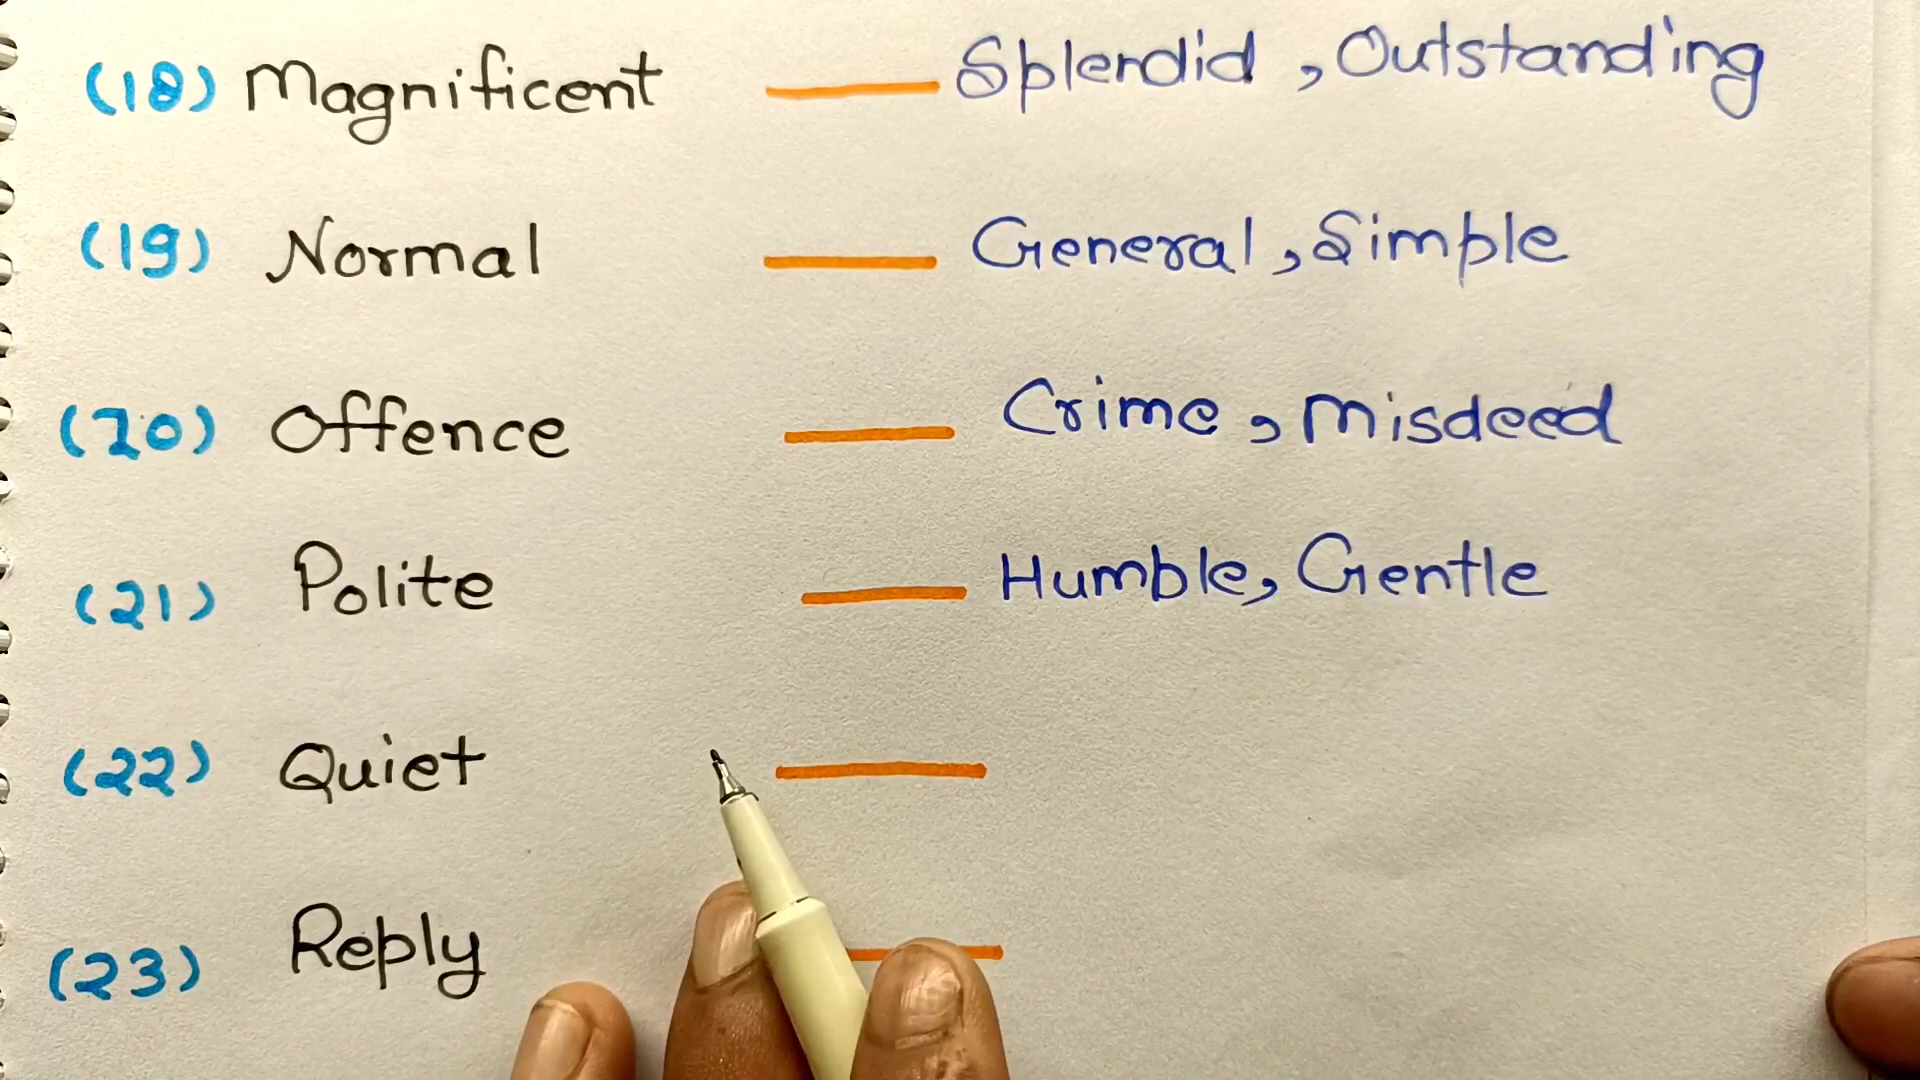 (18) Magnificent — Splendid, Outstanding
(19) Normal — General, Simple
(20) Offence — Crime, Misdeed
(21) Polite — Humble, Gentle
(22) Quiet —
(23) Reply —